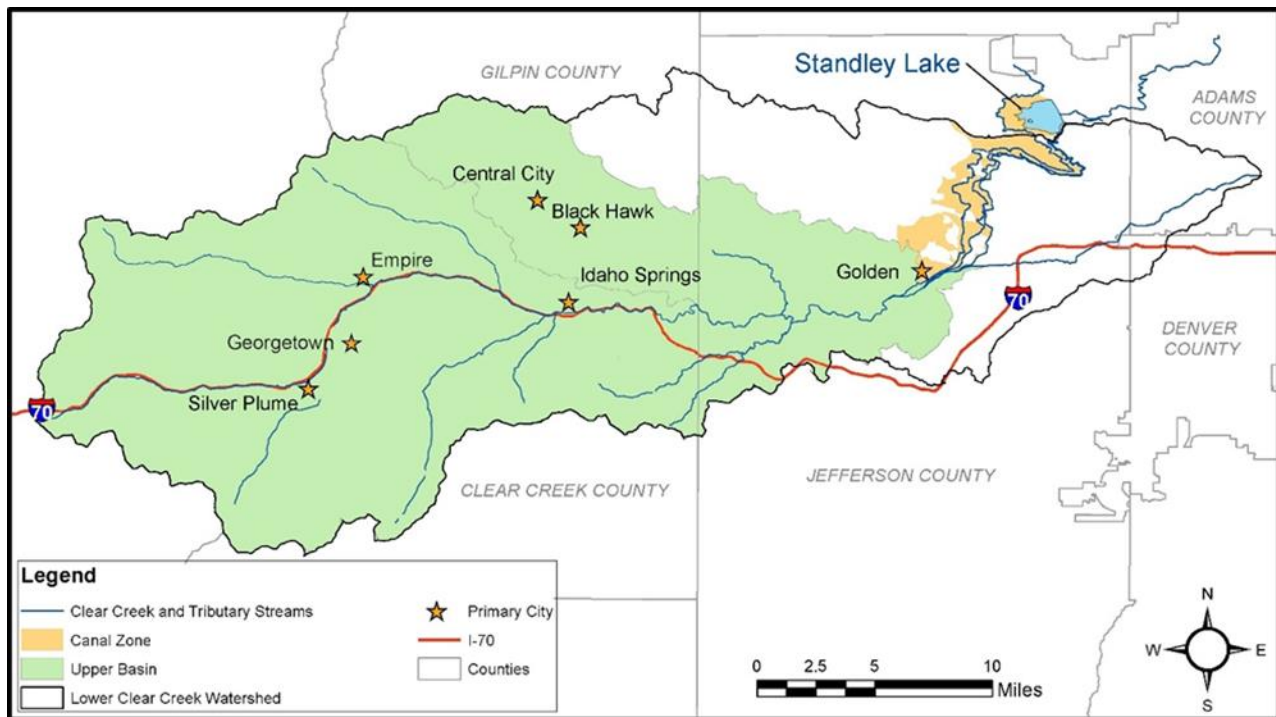 GILPIN COUNTY
Standley Lake
ADAMS
COUNTY
Central City
Black Hawk
Empire
Idaho Springs
Golden
70
Georgetown
DENVER
COUNTY
Silver Plume
70
JEFFERSON COUNTY
CLEAR CREEK COUNTY
Legend
Clear Creek and Tributary Streams
Canal Zone
Upper Basin
Lower Clear Creek Watershed
Primary City
I-70
Counties
0 2.5 5 10
Miles
N
W E
S